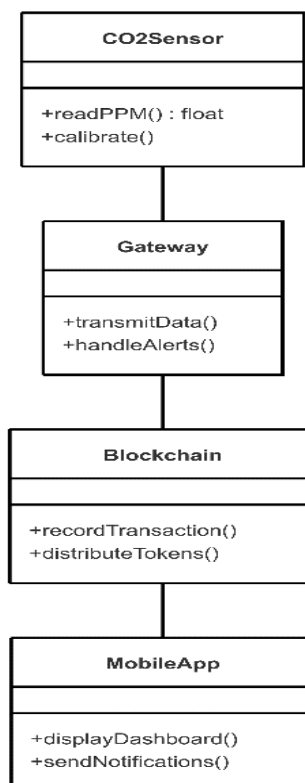 CO2Sensor
+readPPM() : float
+calibrate()
Gateway
+transmitData()
+handleAlerts()
Blockchain
+recordTransaction()
+distributeTokens()
MobileApp
+displayDashboard()
+sendNotifications()